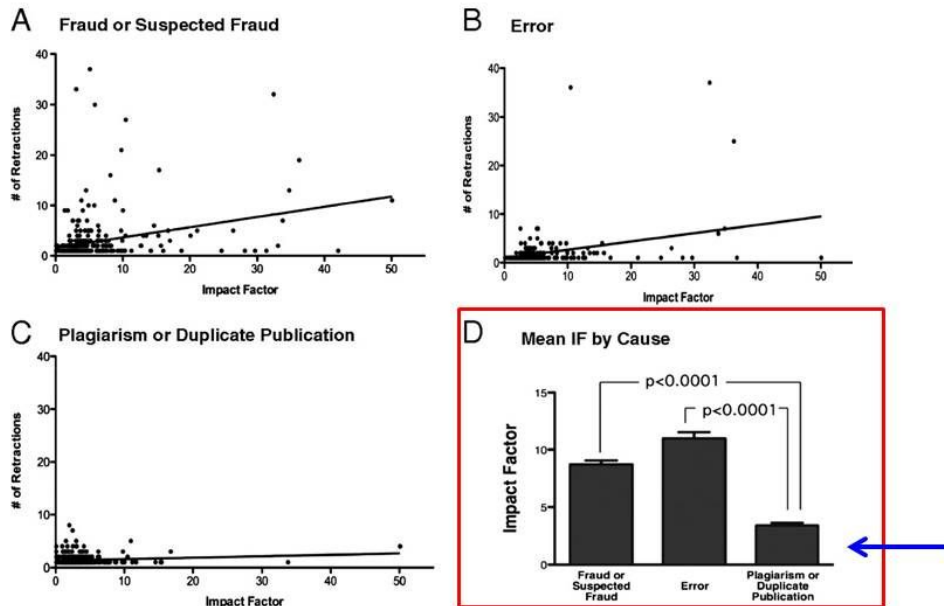 A Fraud or Suspected Fraud
40
30
20
10
0
# of Retractions
0 10 20 30 40 50
Impact Factor
B Error
40
30
20
10
0
# of Retractions
0 10 20 30 40 50
Impact Factor
C Plagiarism or Duplicate Publication
40
30
20
10
0
# of Retractions
0 10 20 30 40 50
Impact Factor
D Mean IF by Cause
15
10
5
0
Impact Factor
p<0.0001
p<0.0001
Fraud or
Suspected
Fraud
Error
Plagiarism or
Duplicate
Publication